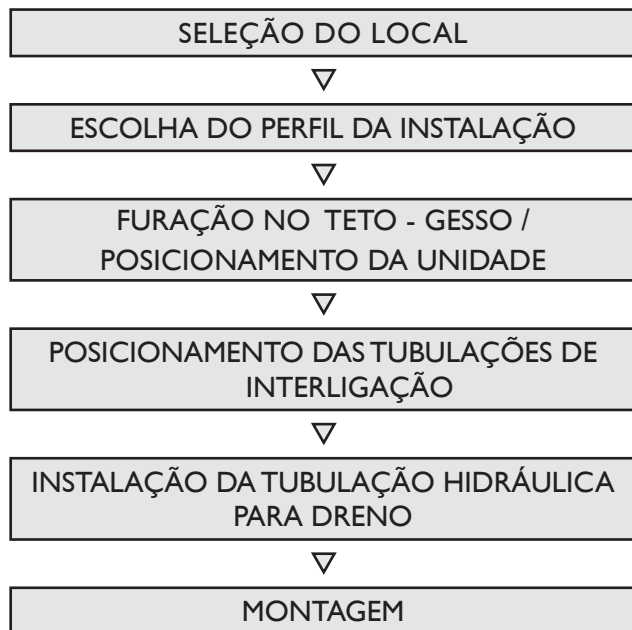 SELEÇÃO DO LOCAL
ESCOLHA DO PERFIL DA INSTALAÇÃO
FURAÇÃO NO TETO - GESSO /
POSICIONAMENTO DA UNIDADE
POSICIONAMENTO DAS TUBULAÇÕES DE
INTERLIGAÇÃO
INSTALAÇÃO DA TUBULAÇÃO HIDRÁULICA
PARA DRENO
MONTAGEM